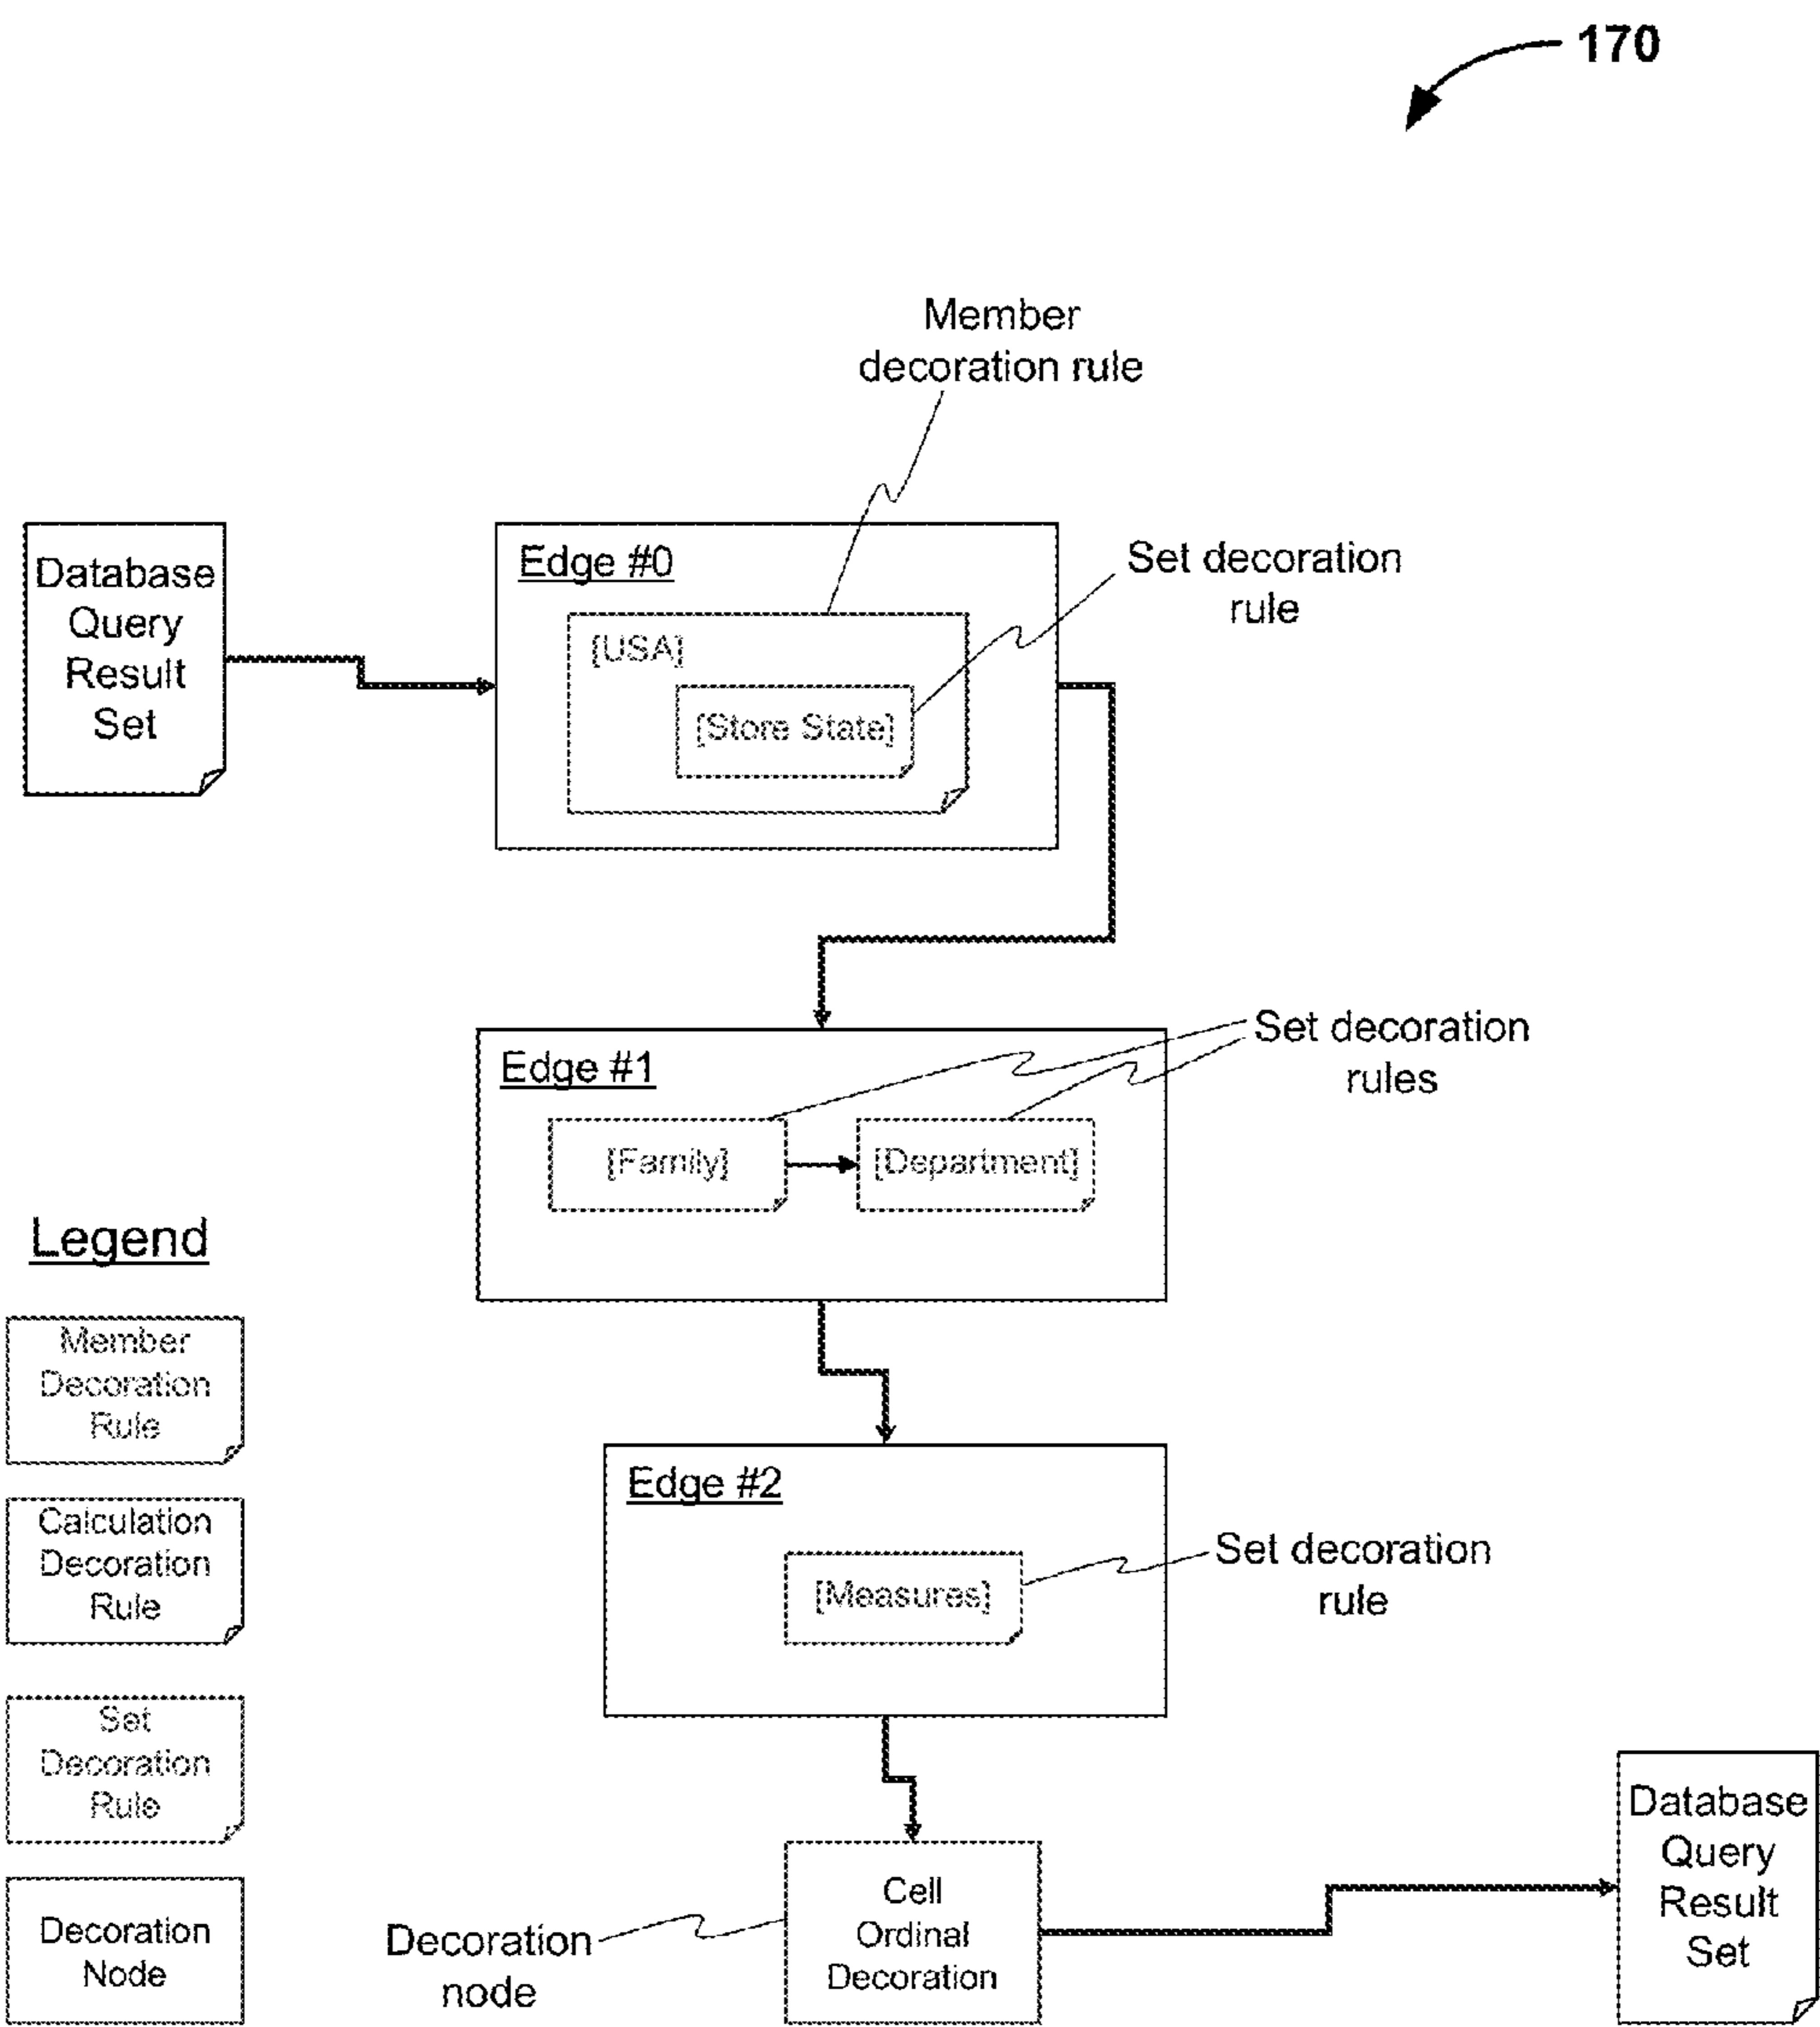 170
Member
decoration rule
Database
Query
Result
Set
Edge #0
[USA]
[Store State]
Set decoration
rule
Edge #1
[Family]
[Department]
Set decoration
rules
Legend
Member
Decoration
Rule
Calculation
Decoration
Rule
Set
Decoration
Rule
Decoration
Node
Edge #2
[Measures]
Set decoration
rule
Decoration
node
Cell
Ordinal
Decoration
Database
Query
Result
Set